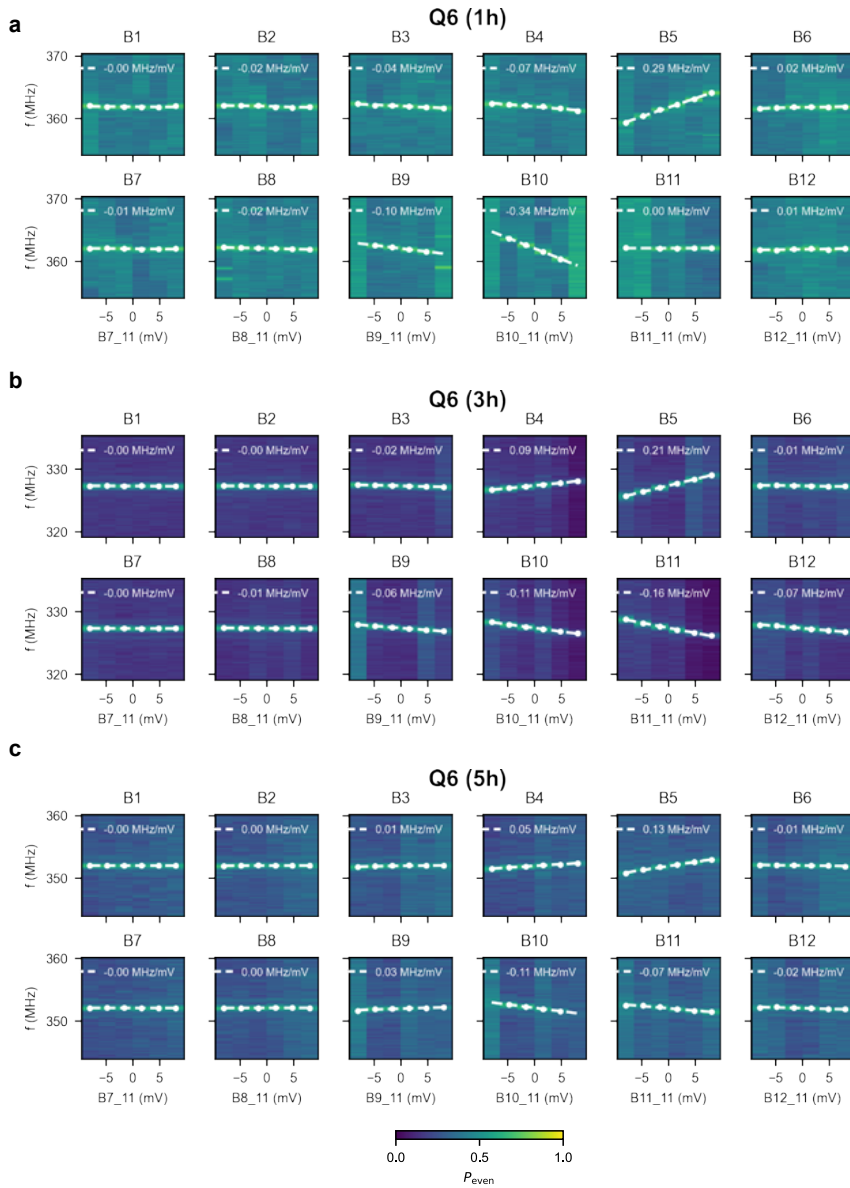 a
Q6 (1h)
B1 B2 B3 B4 B5 B6
370 -0.00 MHz/mV -0.02 MHz/mV -0.04 MHz/mV -0.07 MHz/mV 0.29 MHz/mV 0.02 MHz/mV
f (MHz)
360
B7 B8 B9 B10 B11 B12
370 -0.01 MHz/mV -0.02 MHz/mV -0.10 MHz/mV -0.34 MHz/mV 0.00 MHz/mV 0.01 MHz/mV
f (MHz)
360
−5 0 5 −5 0 5 −5 0 5 −5 0 5 −5 0 5 −5 0 5
B7_11 (mV) B8_11 (mV) B9_11 (mV) B10_11 (mV) B11_11 (mV) B12_11 (mV)
b
Q6 (3h)
B1 B2 B3 B4 B5 B6
-0.00 MHz/mV -0.00 MHz/mV -0.02 MHz/mV 0.09 MHz/mV 0.21 MHz/mV -0.01 MHz/mV
330
f (MHz)
320
B7 B8 B9 B10 B11 B12
-0.00 MHz/mV -0.01 MHz/mV -0.06 MHz/mV -0.11 MHz/mV -0.16 MHz/mV -0.07 MHz/mV
330
f (MHz)
320
−5 0 5 −5 0 5 −5 0 5 −5 0 5 −5 0 5 −5 0 5
B7_11 (mV) B8_11 (mV) B9_11 (mV) B10_11 (mV) B11_11 (mV) B12_11 (mV)
c
Q6 (5h)
B1 B2 B3 B4 B5 B6
360 -0.00 MHz/mV 0.00 MHz/mV 0.01 MHz/mV 0.05 MHz/mV 0.13 MHz/mV -0.01 MHz/mV
f (MHz)
350
B7 B8 B9 B10 B11 B12
360 -0.00 MHz/mV 0.00 MHz/mV 0.03 MHz/mV -0.11 MHz/mV -0.07 MHz/mV -0.02 MHz/mV
f (MHz)
350
−5 0 5 −5 0 5 −5 0 5 −5 0 5 −5 0 5 −5 0 5
B7_11 (mV) B8_11 (mV) B9_11 (mV) B10_11 (mV) B11_11 (mV) B12_11 (mV)
0.0 0.5 1.0
Peven